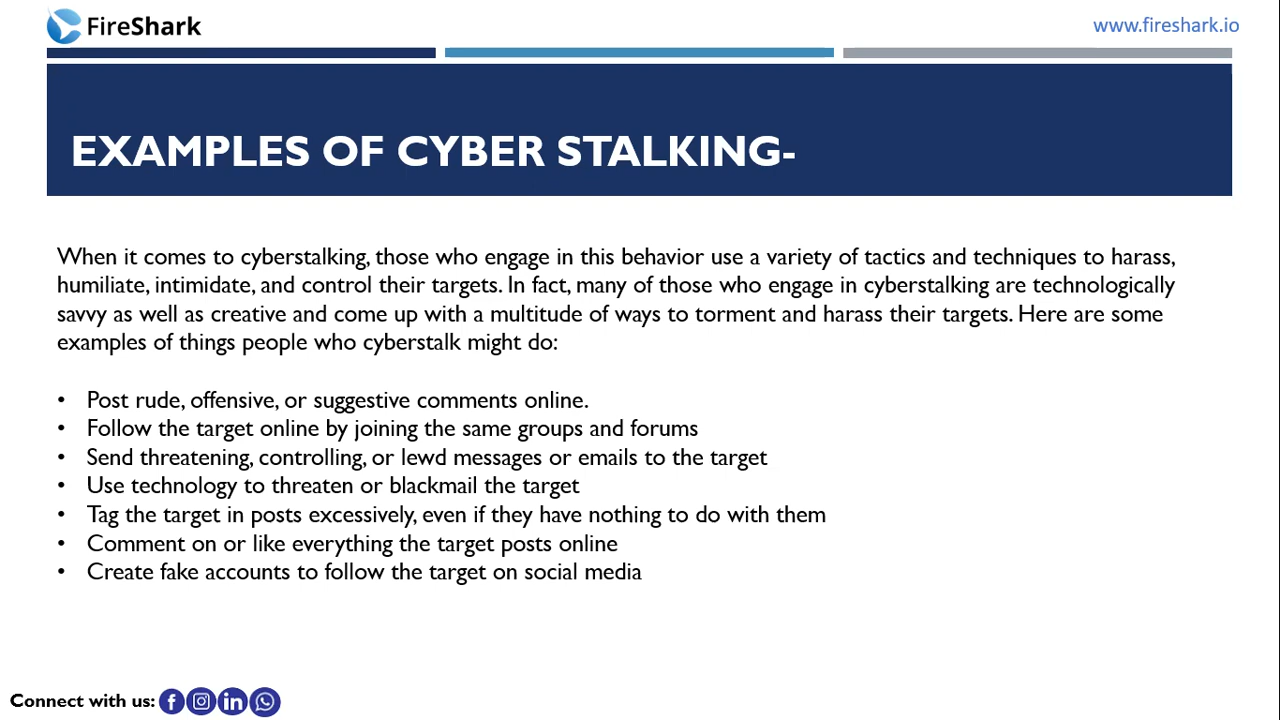 FireShark
www.fireshark.io
EXAMPLES OF CYBER STALKING-
When it comes to cyberstalking, those who engage in this behavior use a variety of tactics and techniques to harass,
humiliate, intimidate, and control their targets. In fact, many of those who engage in cyberstalking are technologically
savvy as well as creative and come up with a multitude of ways to torment and harass their targets. Here are some
examples of things people who cyberstalk might do:
• Post rude, offensive, or suggestive comments online.
• Follow the target online by joining the same groups and forums
• Send threatening, controlling, or lewd messages or emails to the target
• Use technology to threaten or blackmail the target
• Tag the target in posts excessively, even if they have nothing to do with them
• Comment on or like everything the target posts online
• Create fake accounts to follow the target on social media
Connect with us: